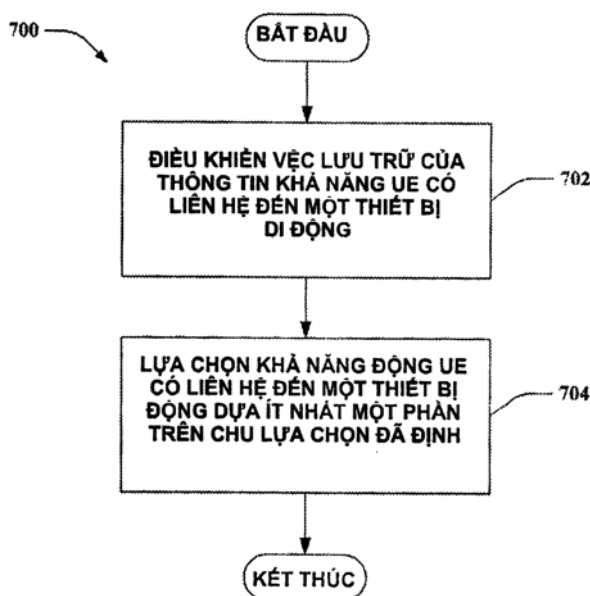 700
BẮT ĐẦU
ĐIỀU KHIỂN VỆC LƯU TRỮ CỦA
THÔNG TIN KHẢ NĂNG UE CÓ
LIÊN HỆ ĐẾN MỘT THIẾT BỊ
DI ĐỘNG
702
LỰA CHỌN KHẢ NĂNG ĐỘNG UE
CÓ LIÊN HỆ ĐẾN MỘT THIẾT BỊ
ĐỘNG DỰA ÍT NHẤT MỘT PHẦN
TRÊN CHU LỰA CHỌN ĐÃ ĐỊNH
704
KẾT THÚC